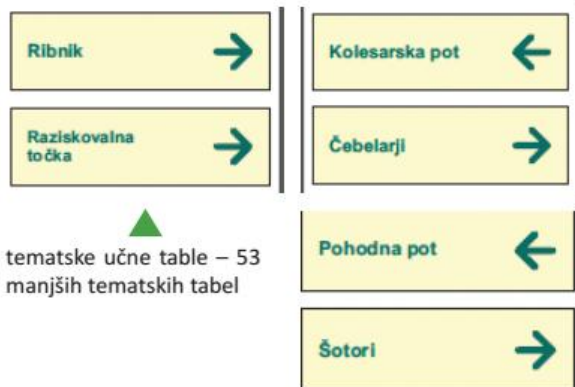 Ribnik
Raziskovalna
točka
tematske učne table – 53
manjših tematskih tabel
Kolesarska pot
Čebelarji
Pohodna pot
Šotori